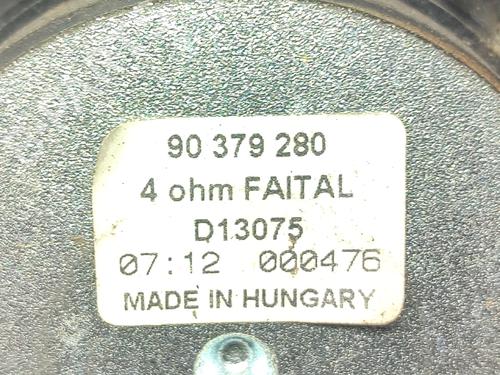 90 379 280
4 ohm FAITAL
D13075
07:12 000476
MADE IN HUNGARY